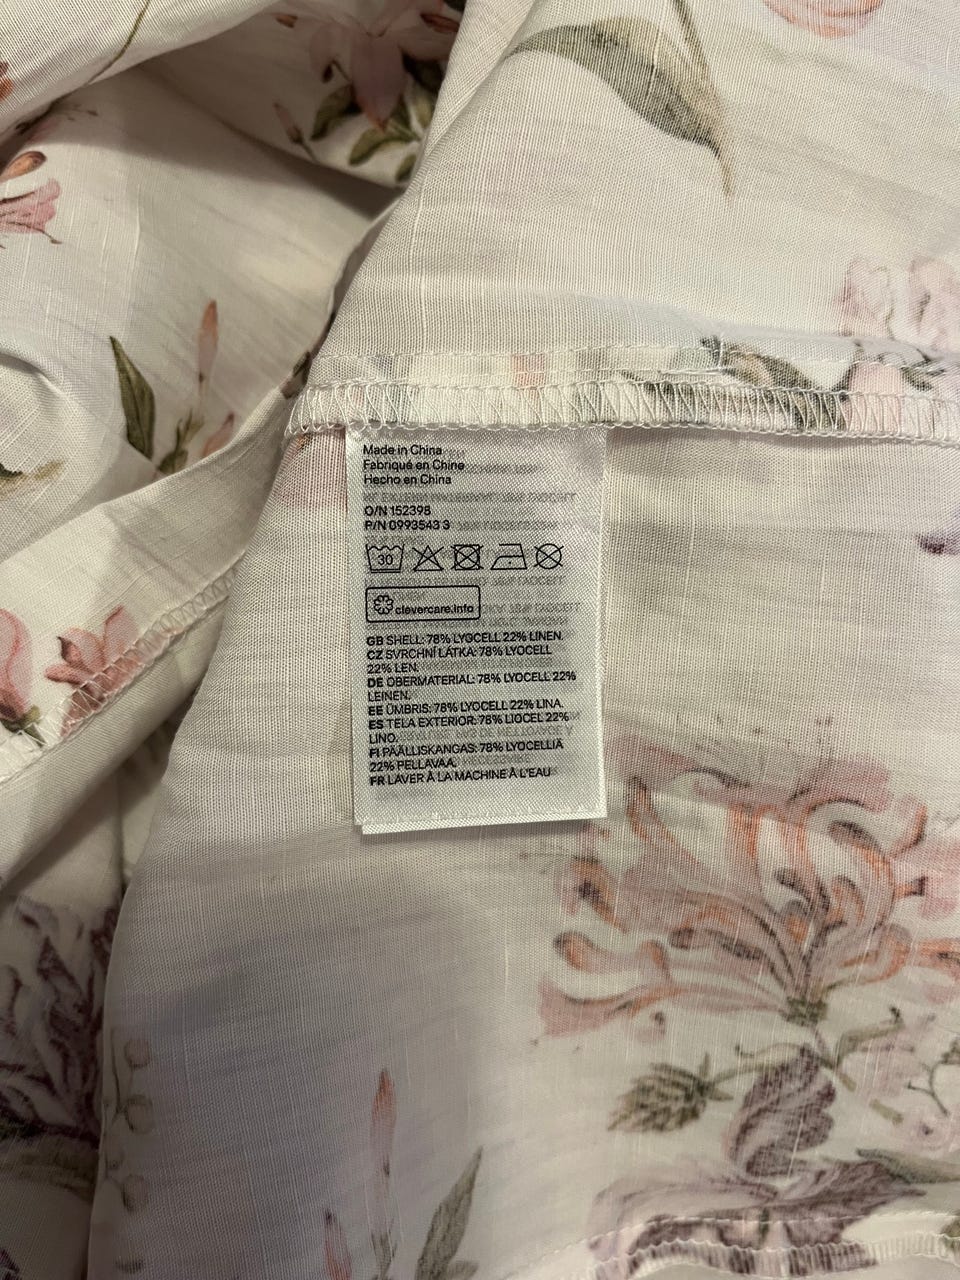 Made in China
Fabriqué en Chine
Hecho en China
O/N 152398
P/N 0993543 3
30
clevercare.info
GB SHELL: 78% LYOCELL 22% LINEN.
CZ SVRCHNÍ LÁTKA: 78% LYOCELL
22% LEN.
DE OBERMATERIAL: 78% LYOCELL 22%
LEINEN.
EE ÜMBRIS: 78% LYOCELL 22% LINA.
ES TELA EXTERIOR: 78% LIOCEL 22%
LINO.
FI PÄÄLLISKANGAS: 78% LYOCELLIA
22% PELLAVAA.
FR LAVER À LA MACHINE À L'EAU